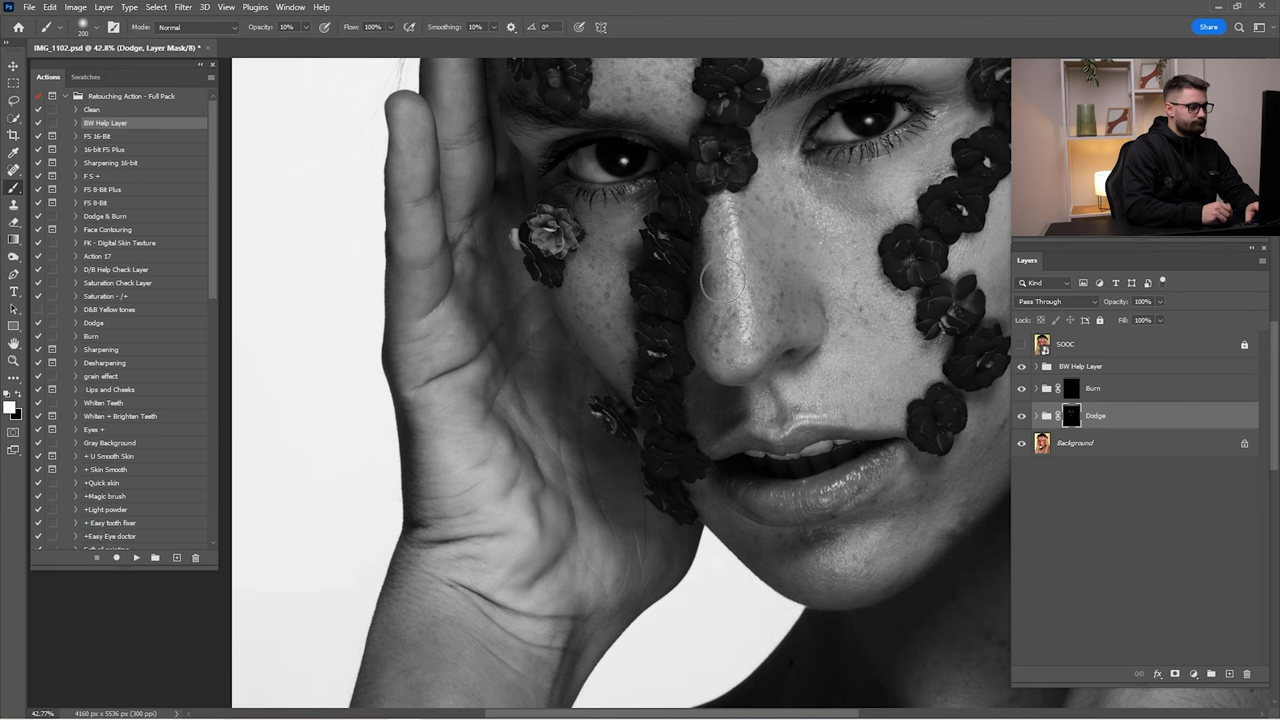 File Edit Image Layer Type Select Filter 3D View Plugins Window Help
200 Mode: Normal Opacity: 10% Flow: 100% Smoothing: 10% 0° Share
IMG_1102.psd @ 42.8% (Dodge, Layer Mask/8) *
Actions Swatches
Retouching Action - Full Pack
Clean
BW Help Layer
FS 16-Bit
16-bit FS Plus
Sharpening 16-bit
F S +
FS 8-Bit Plus
FS 8-Bit
Dodge & Burn
Face Contouring
FK - Digital Skin Texture
Action 17
D/B Help Check Layer
Saturation Check Layer
Saturation - /+
D&B Yellow tones
Dodge
Burn
Sharpening
Desharpening
grain effect
Lips and Cheeks
Whiten Teeth
Whiten + Brighten Teeth
Eyes +
Gray Background
+ U Smooth Skin
+ Skin Smooth
+Quick skin
+Magic brush
+Light powder
+ Easy tooth fixer
+Easy Eye doctor
Layers
Kind
Pass Through Opacity: 100%
Lock: Fill: 100%
SOOC
BW Help Layer
Burn
Dodge
Background
42.77% 4160 px x 5536 px (300 ppi)